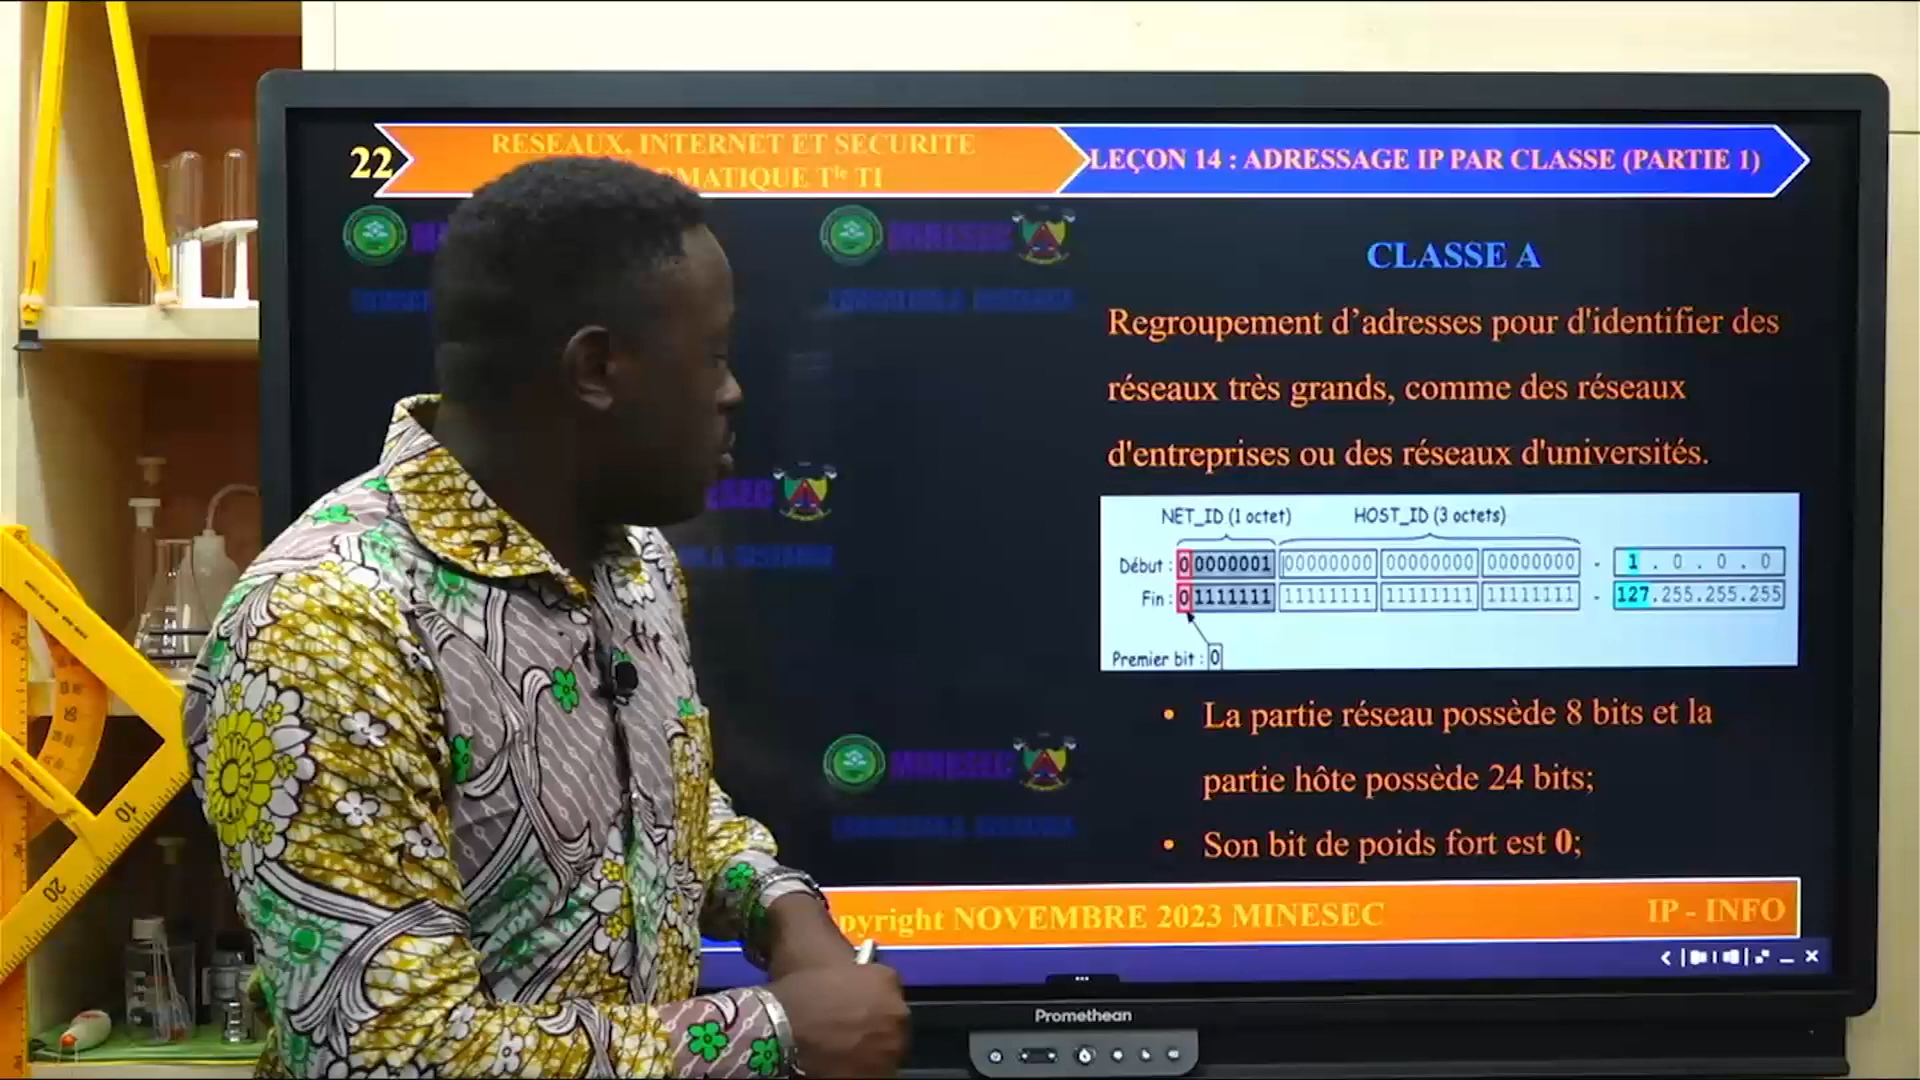 22
RESEAUX, INTERNET ET SECURITE
MATIQUE Tle TI
LEÇON 14 : ADRESSAGE IP PAR CLASSE (PARTIE 1)
MINESEC
CLASSE A
Regroupement d’adresses pour d'identifier des
réseaux très grands, comme des réseaux
d'entreprises ou des réseaux d'universités.
NET_ID (1 octet) HOST_ID (3 octets)
Début : 0 0000001 00000000 00000000 00000000 - 1 . 0 . 0 . 0
Fin : 0 1111111 11111111 11111111 11111111 - 127.255.255.255
Premier bit : 0
• La partie réseau possède 8 bits et la
partie hôte possède 24 bits;
• Son bit de poids fort est 0;
MINESEC
pyright NOVEMBRE 2023 MINESEC
IP - INFO
Promethean
10
20